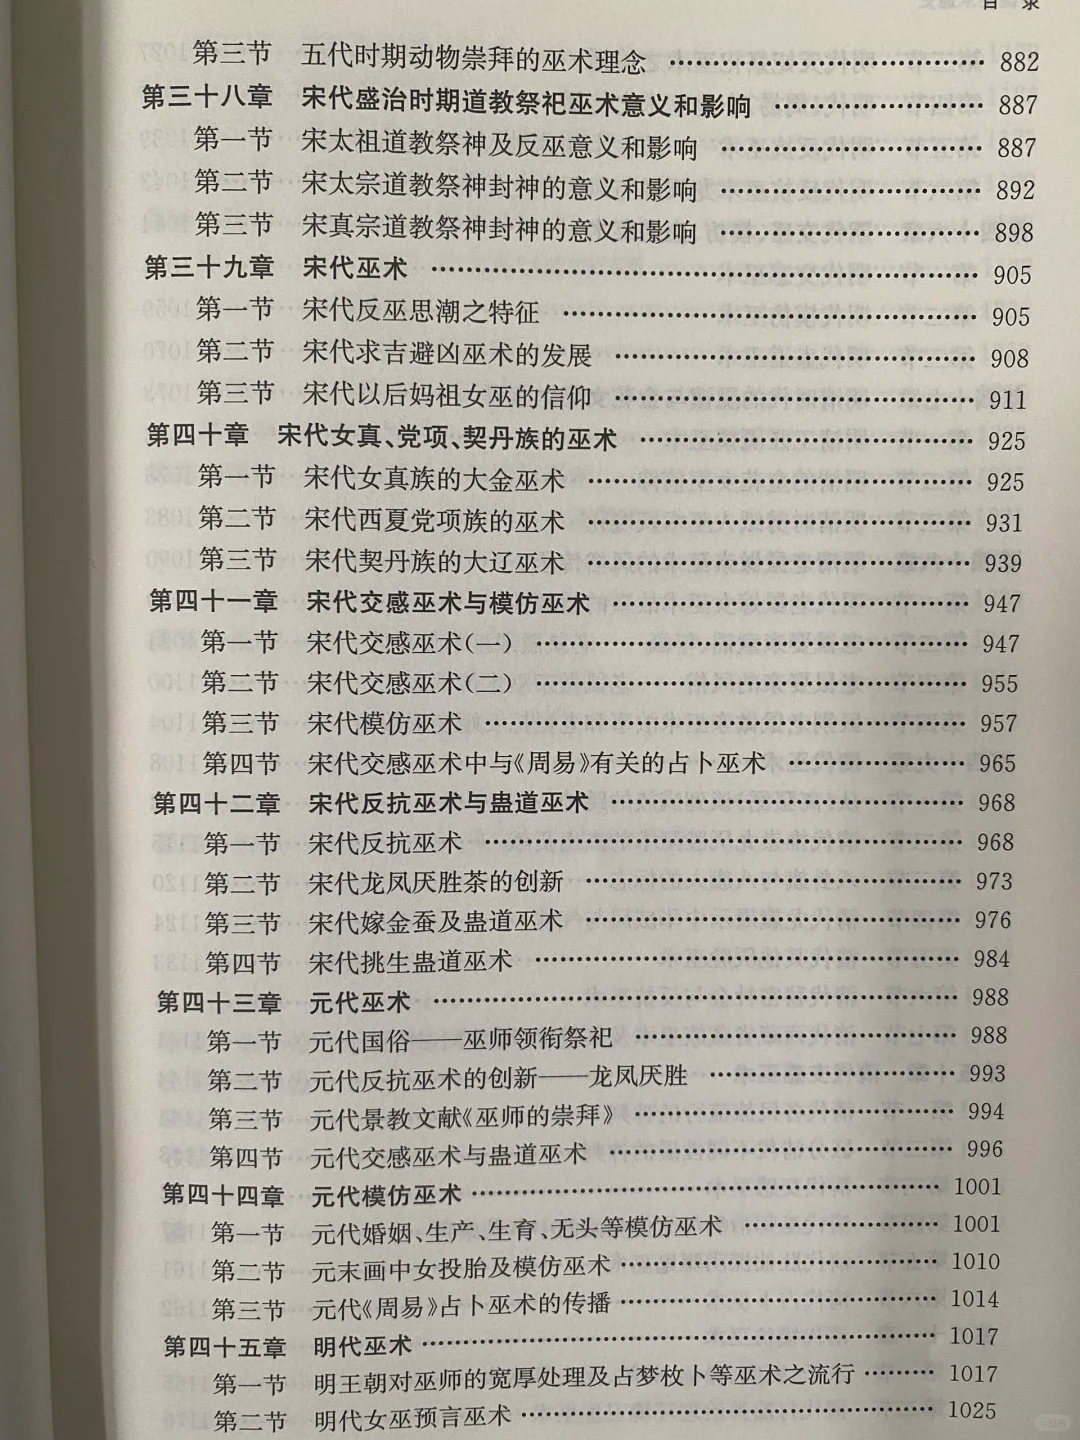 目 录
第三节 五代时期动物崇拜的巫术理念 …… 882
第三十八章 宋代盛治时期道教祭祀巫术意义和影响 …… 887
第一节 宋太祖道教祭神及反巫意义和影响 …… 887
第二节 宋太宗道教祭神封神的意义和影响 …… 892
第三节 宋真宗道教祭神封神的意义和影响 …… 898
第三十九章 宋代巫术 …… 905
第一节 宋代反巫思潮之特征 …… 905
第二节 宋代求吉避凶巫术的发展 …… 908
第三节 宋代以后妈祖女巫的信仰 …… 911
第四十章 宋代女真、党项、契丹族的巫术 …… 925
第一节 宋代女真族的大金巫术 …… 925
第二节 宋代西夏党项族的巫术 …… 931
第三节 宋代契丹族的大辽巫术 …… 939
第四十一章 宋代交感巫术与模仿巫术 …… 947
第一节 宋代交感巫术(一) …… 947
第二节 宋代交感巫术(二) …… 955
第三节 宋代模仿巫术 …… 957
第四节 宋代交感巫术中与《周易》有关的占卜巫术 …… 965
第四十二章 宋代反抗巫术与蛊道巫术 …… 968
第一节 宋代反抗巫术 …… 968
第二节 宋代龙凤厌胜茶的创新 …… 973
第三节 宋代嫁金蚕及蛊道巫术 …… 976
第四节 宋代挑生蛊道巫术 …… 984
第四十三章 元代巫术 …… 988
第一节 元代国俗——巫师领衔祭祀 …… 988
第二节 元代反抗巫术的创新——龙凤厌胜 …… 993
第三节 元代景教文献《巫师的崇拜》 …… 994
第四节 元代交感巫术与蛊道巫术 …… 996
第四十四章 元代模仿巫术 …… 1001
第一节 元代婚姻、生产、生育、无头等模仿巫术 …… 1001
第二节 元末画中女投胎及模仿巫术 …… 1010
第三节 元代《周易》占卜巫术的传播 …… 1014
第四十五章 明代巫术 …… 1017
第一节 明王朝对巫师的宽厚处理及占梦枚卜等巫术之流行 …… 1017
第二节 明代女巫预言巫术 …… 1025